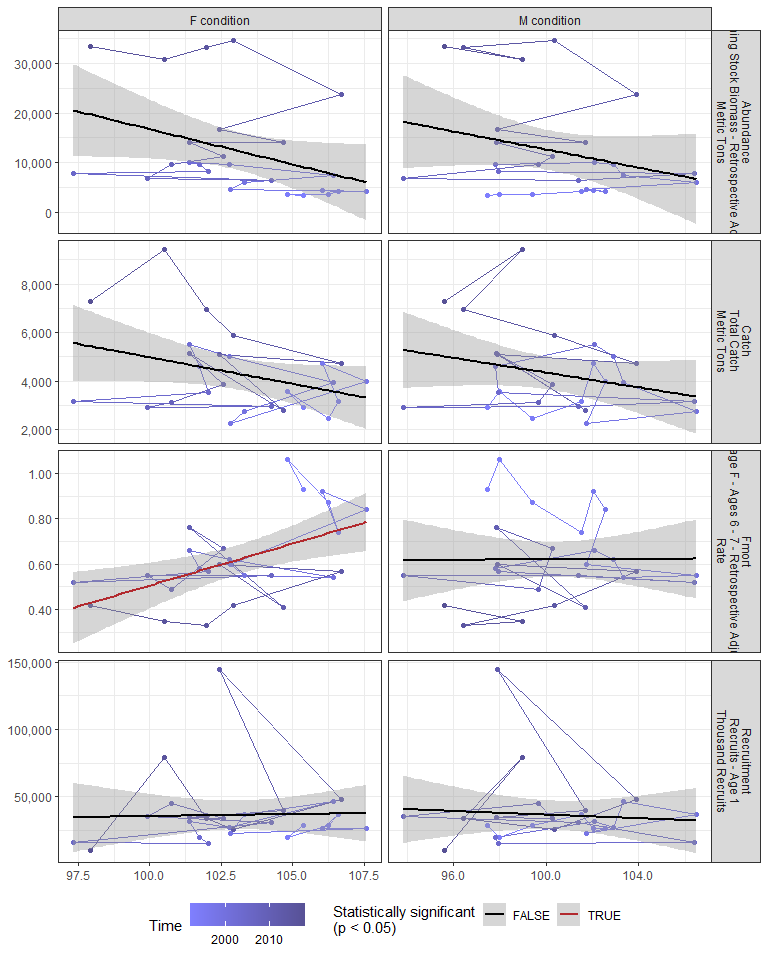 F condition
M condition
30,000
20,000
10,000
0
Abundance
Stock Biomass - Retrospective
Metric Tons
8,000
6,000
4,000
2,000
Catch
Total Catch
Metric Tons
1.00
0.80
0.60
0.40
Fmort
F - Ages 6 - 7 - Retrospective
Rate
150,000
100,000
50,000
Recruitment
Recruits - Age 1
Thousand Recruits
97.5 100.0 102.5 105.0 107.5
96.0 100.0 104.0
Time
2000 2010
Statistically significant
(p < 0.05)
FALSE TRUE